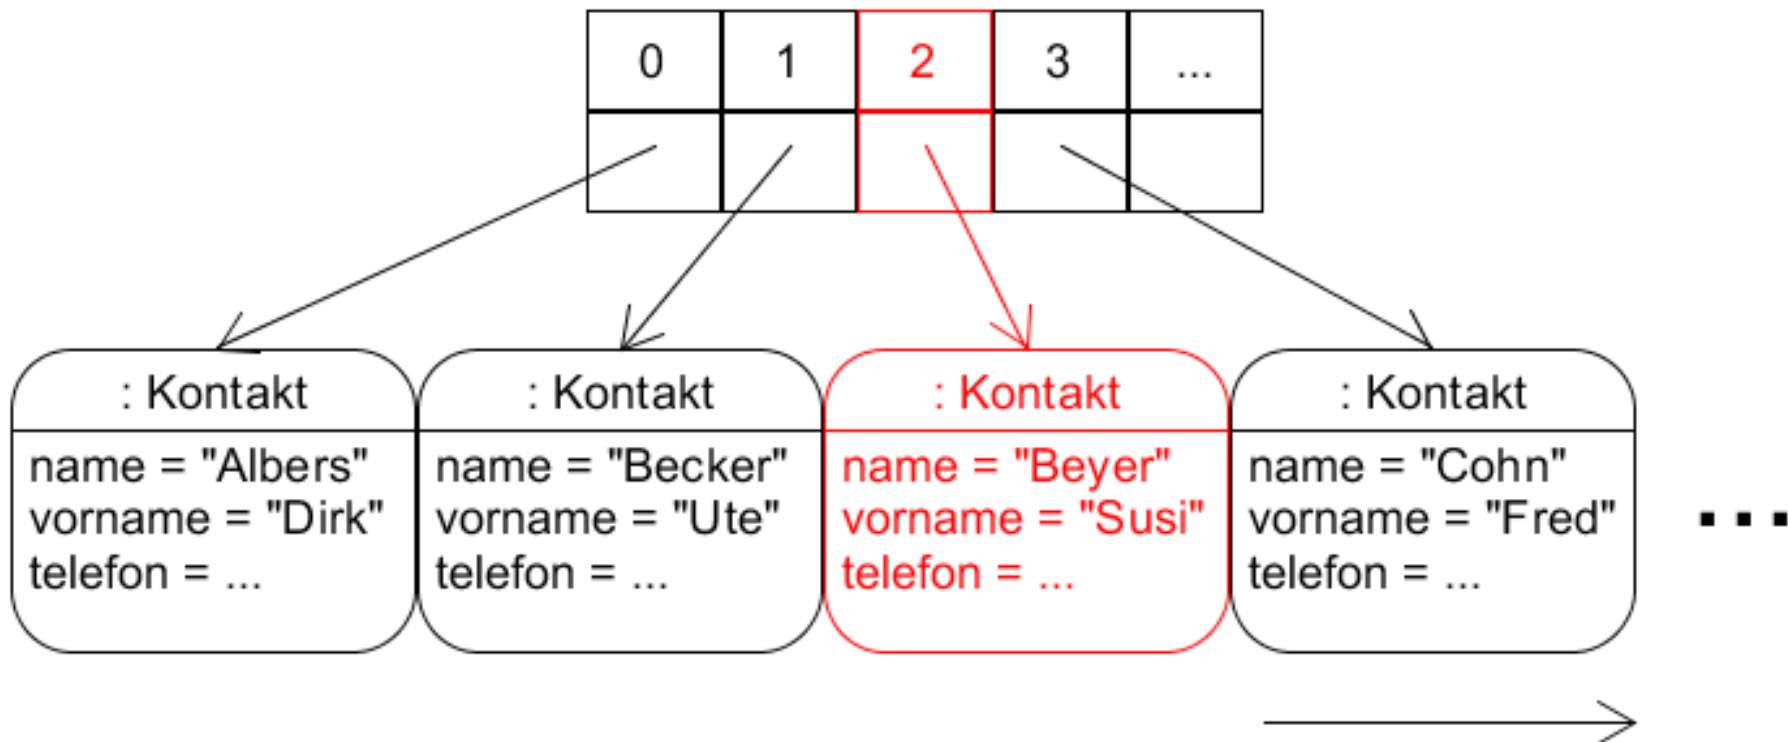 0 1 2 3 ...
: Kontakt
name = "Albers"
vorname = "Dirk"
telefon = ...
: Kontakt
name = "Becker"
vorname = "Ute"
telefon = ...
: Kontakt
name = "Beyer"
vorname = "Susi"
telefon = ...
: Kontakt
name = "Cohn"
vorname = "Fred"
telefon = ...
...